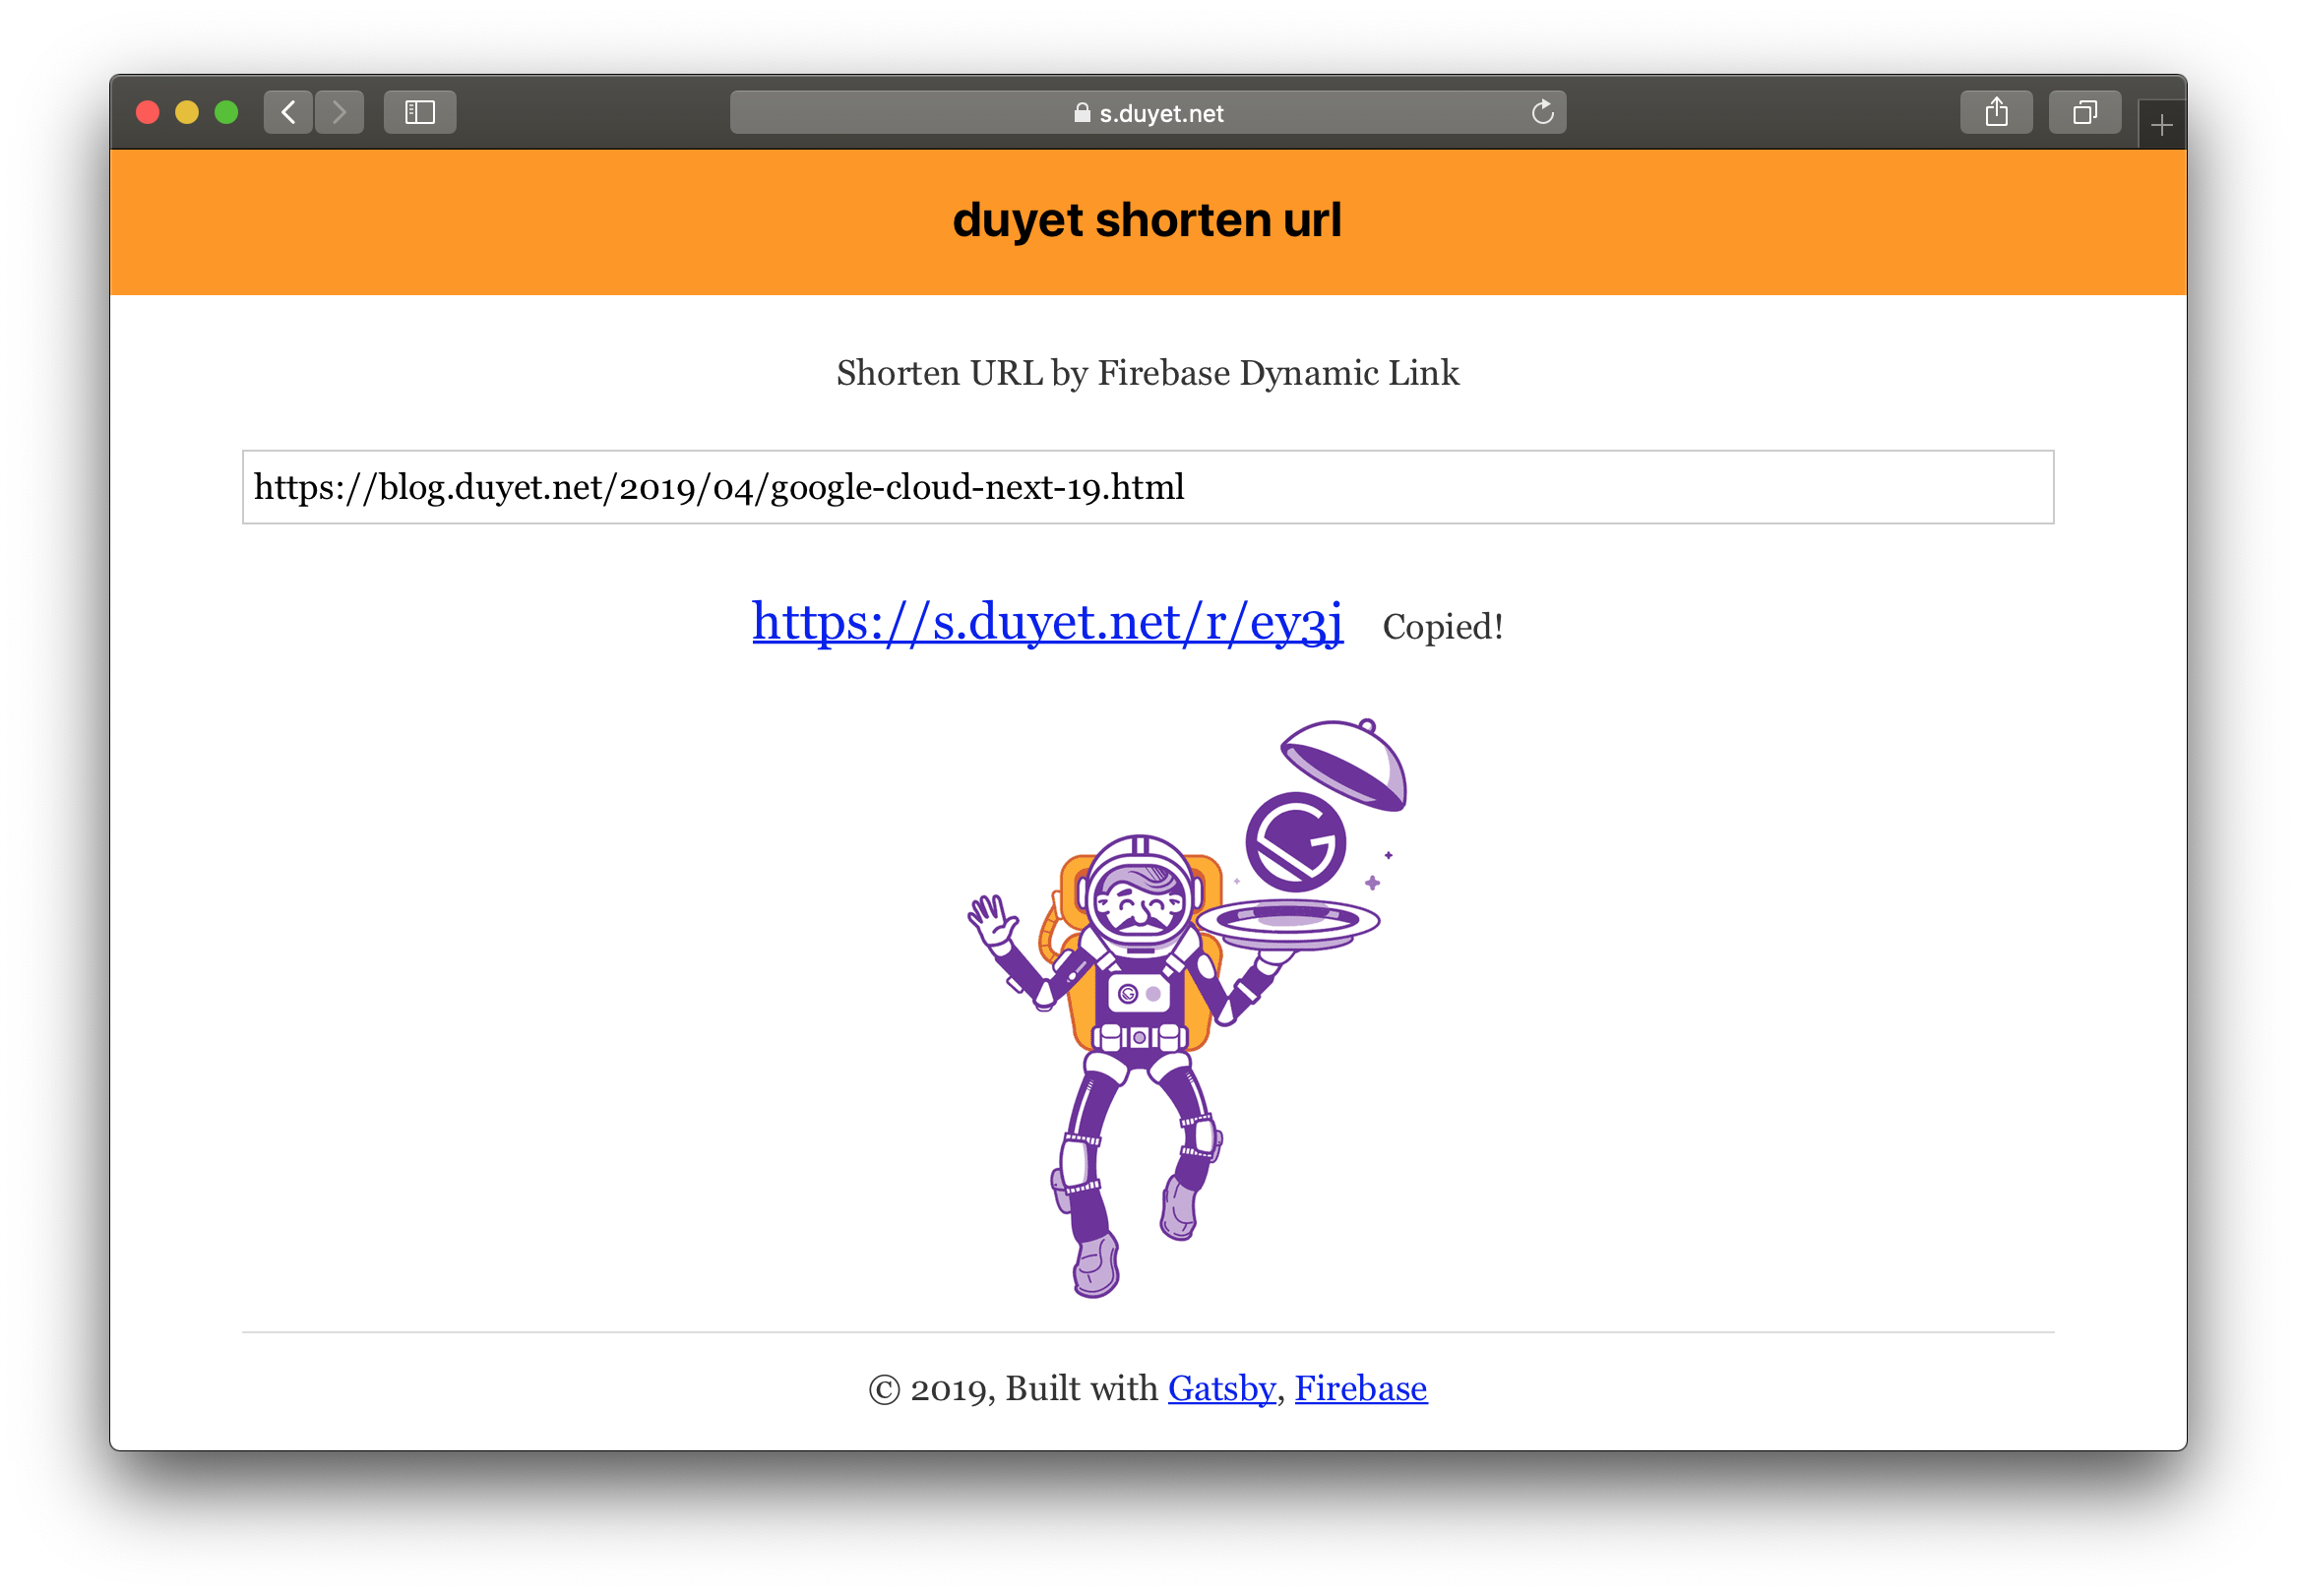 s.duyet.net
duyet shorten url
Shorten URL by Firebase Dynamic Link
https://blog.duyet.net/2019/04/google-cloud-next-19.html
https://s.duyet.net/r/ey3j Copied!
© 2019, Built with Gatsby, Firebase